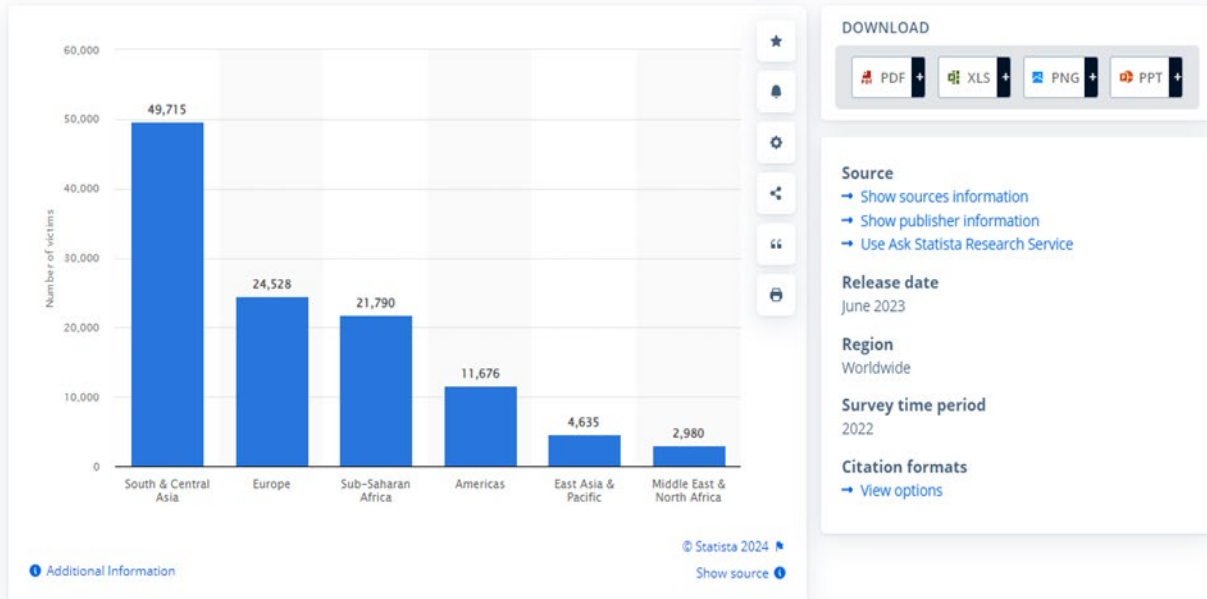 60,000
50,000
40,000
30,000
20,000
10,000
0
Number of victims
49,715
24,528
21,790
11,676
4,635
2,980
South & Central
Asia
Europe
Sub-Saharan
Africa
Americas
East Asia &
Pacific
Middle East &
North Africa
© Statista 2024
Additional Information
Show source
DOWNLOAD
PDF + XLS + PNG + PPT +
Source
→ Show sources information
→ Show publisher information
→ Use Ask Statista Research Service
Release date
June 2023
Region
Worldwide
Survey time period
2022
Citation formats
→ View options